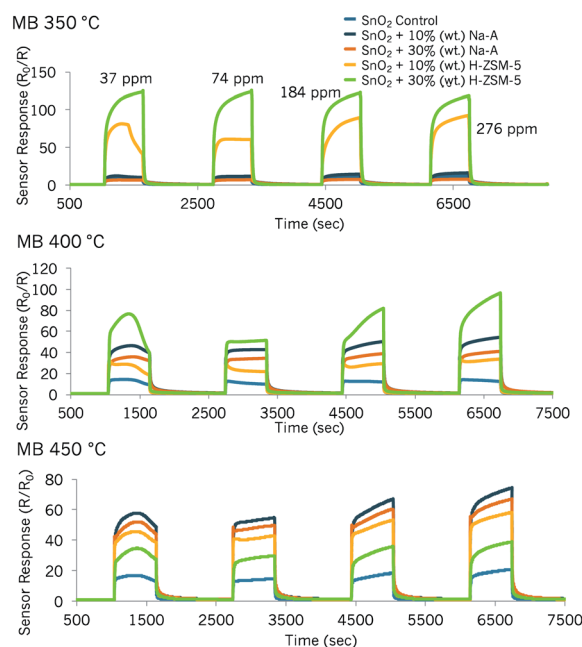 MB 350 °C
SnO₂ Control
SnO₂ + 10% (wt.) Na-A
SnO₂ + 30% (wt.) Na-A
SnO₂ + 10% (wt.) H-ZSM-5
SnO₂ + 30% (wt.) H-ZSM-5
Sensor Response (R₀/R)
150
100
50
0
37 ppm
74 ppm
184 ppm
276 ppm
500 2500 4500 6500
Time (sec)
MB 400 °C
Sensor Response (R₀/R)
120
100
80
60
40
20
0
500 1500 2500 3500 4500 5500 6500 7500
Time (sec)
MB 450 °C
Sensor Response (R/R₀)
80
60
40
20
0
500 1500 2500 3500 4500 5500 6500 7500
Time (sec)